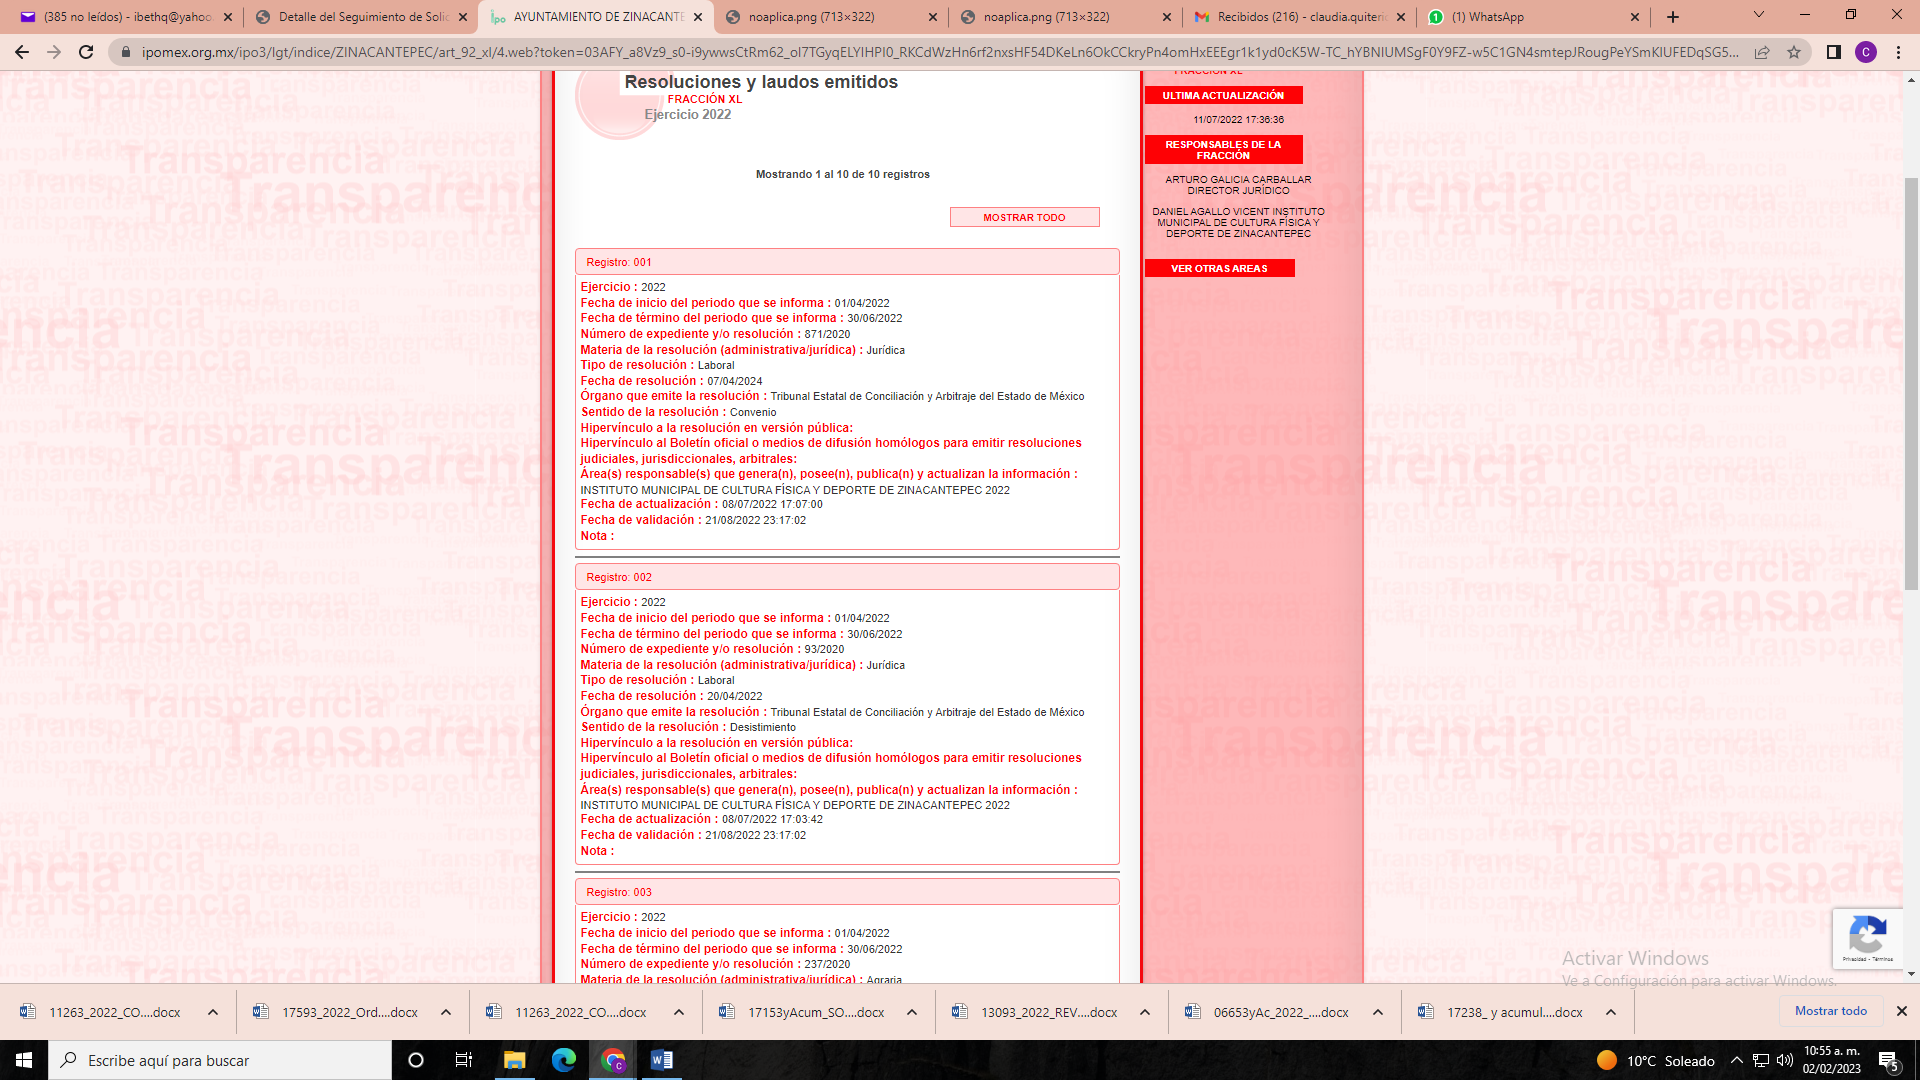 (385 no leídos) - ibethq@yahoo
Detalle del Seguimiento de Solic
AYUNTAMIENTO DE ZINACANTE
noaplica.png (713×322)
noaplica.png (713×322)
Recibidos (216) - claudia.quiteri
(1) WhatsApp
Resoluciones y laudos emitidos
FRACCIÓN XL
Ejercicio 2022
Mostrando 1 al 10 de 10 registros
MOSTRAR TODO
Registro: 001
Ejercicio : 2022
Fecha de inicio del periodo que se informa : 01/04/2022
Fecha de término del periodo que se informa : 30/06/2022
Número de expediente y/o resolución : 871/2020
Materia de la resolución (administrativa/jurídica) : Jurídica
Tipo de resolución : Laboral
Fecha de resolución : 07/04/2024
Órgano que emite la resolución : Tribunal Estatal de Conciliación y Arbitraje del Estado de México
Sentido de la resolución : Convenio
Hipervínculo a la resolución en versión pública:
Hipervínculo al Boletín oficial o medios de difusión homólogos para emitir resoluciones
judiciales, jurisdiccionales, arbitrales:
Área(s) responsable(s) que genera(n), posee(n), publica(n) y actualizan la información :
INSTITUTO MUNICIPAL DE CULTURA FÍSICA Y DEPORTE DE ZINACANTEPEC 2022
Fecha de actualización : 08/07/2022 17:07:00
Fecha de validación : 21/08/2022 23:17:02
Nota :
Registro: 002
Ejercicio : 2022
Fecha de inicio del periodo que se informa : 01/04/2022
Fecha de término del periodo que se informa : 30/06/2022
Número de expediente y/o resolución : 93/2020
Materia de la resolución (administrativa/jurídica) : Jurídica
Tipo de resolución : Laboral
Fecha de resolución : 20/04/2022
Órgano que emite la resolución : Tribunal Estatal de Conciliación y Arbitraje del Estado de México
Sentido de la resolución : Desistimiento
Hipervínculo a la resolución en versión pública:
Hipervínculo al Boletín oficial o medios de difusión homólogos para emitir resoluciones
judiciales, jurisdiccionales, arbitrales:
Área(s) responsable(s) que genera(n), posee(n), publica(n) y actualizan la información :
INSTITUTO MUNICIPAL DE CULTURA FÍSICA Y DEPORTE DE ZINACANTEPEC 2022
Fecha de actualización : 08/07/2022 17:03:42
Fecha de validación : 21/08/2022 23:17:02
Nota :
Registro: 003
Ejercicio : 2022
Fecha de inicio del periodo que se informa : 01/04/2022
Fecha de término del periodo que se informa : 30/06/2022
Número de expediente y/o resolución : 237/2020
Materia de la resolución (administrativa/jurídica) : Agraria
FRACCIÓN XL
ULTIMA ACTUALIZACIÓN
11/07/2022 17:36:36
RESPONSABLES DE LA
FRACCIÓN
ARTURO GALICIA CARBALLAR
DIRECTOR JURÍDICO
DANIEL AGALLO VICENT INSTITUTO
MUNICIPAL DE CULTURA FÍSICA Y
DEPORTE DE ZINACANTEPEC
VER OTRAS AREAS
Transparencia
Privacidad - Términos
Activar Windows
Ve a Configuración para activar Windows.
11263_2022_CO....docx
17593_2022_Ord....docx
11263_2022_CO....docx
17153yAcum_SO....docx
13093_2022_REV....docx
06653yAc_2022_....docx
17238_ y acumul....docx
Mostrar todo
Escribe aquí para buscar
10°C Soleado
10:55 a. m.
02/02/2023
5